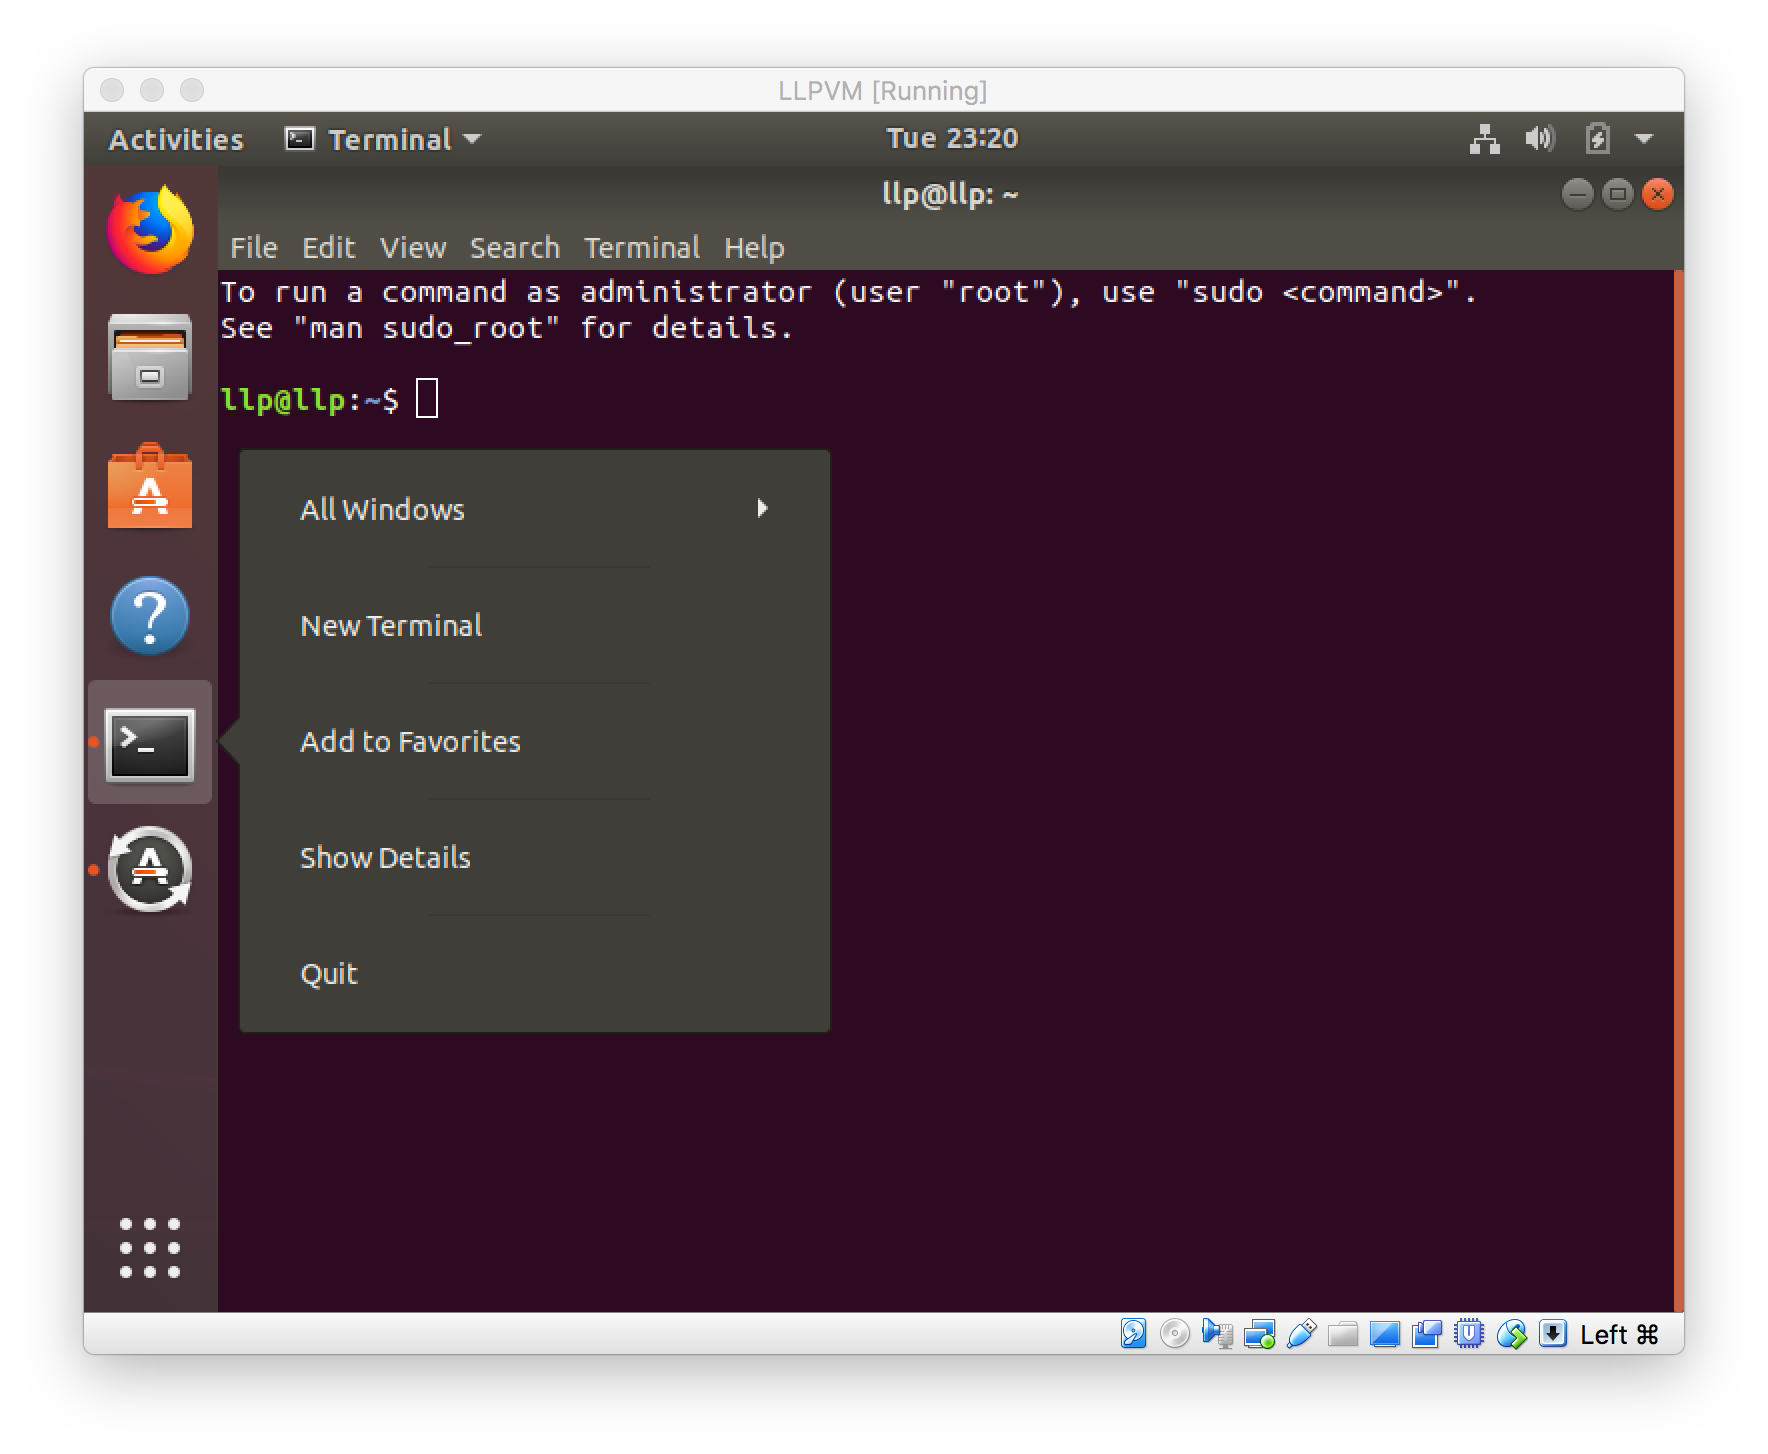 LLPVM [Running]
Activities Terminal Tue 23:20
llp@llp: ~
File Edit View Search Terminal Help
To run a command as administrator (user "root"), use "sudo <command>".
See "man sudo_root" for details.
llp@llp:~$
All Windows
New Terminal
Add to Favorites
Show Details
Quit
Left ⌘